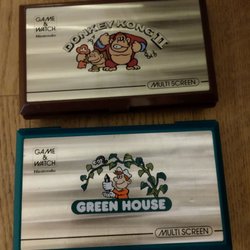 GAME &
WATCH
Nintendo
DONKEY KONG II
MULTI SCREEN
GAME &
WATCH
Nintendo
GREEN HOUSE
MULTI SCREEN